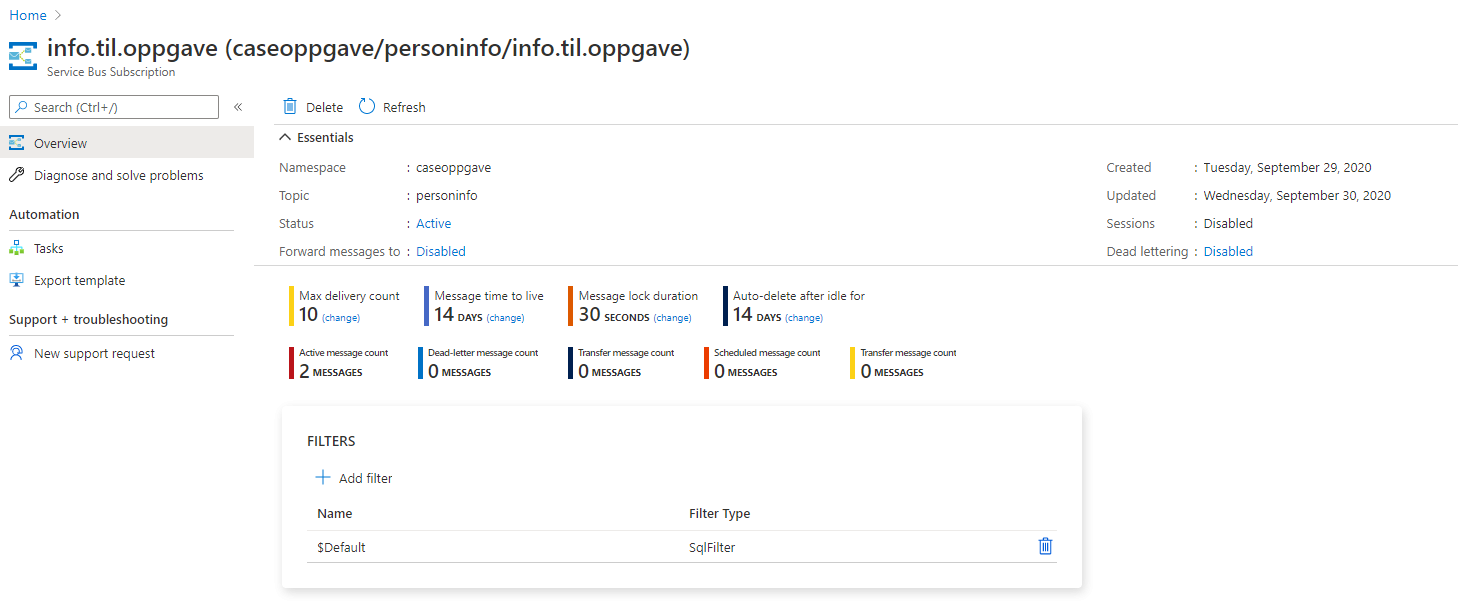 Home
info.til.oppgave (caseoppgave/personinfo/info.til.oppgave)
Service Bus Subscription
Search (Ctrl+/)
Overview
Diagnose and solve problems
Automation
Tasks
Export template
Support + troubleshooting
New support request
Delete Refresh
Essentials
Namespace : caseoppgave
Topic : personinfo
Status : Active
Forward messages to : Disabled
Created : Tuesday, September 29, 2020
Updated : Wednesday, September 30, 2020
Sessions : Disabled
Dead lettering : Disabled
Max delivery count
10 (change)
Message time to live
14 DAYS (change)
Message lock duration
30 SECONDS (change)
Auto-delete after idle for
14 DAYS (change)
Active message count
2 MESSAGES
Dead-letter message count
0 MESSAGES
Transfer message count
0 MESSAGES
Scheduled message count
0 MESSAGES
Transfer message count
0 MESSAGES
FILTERS
Add filter
Name Filter Type
$Default SqlFilter